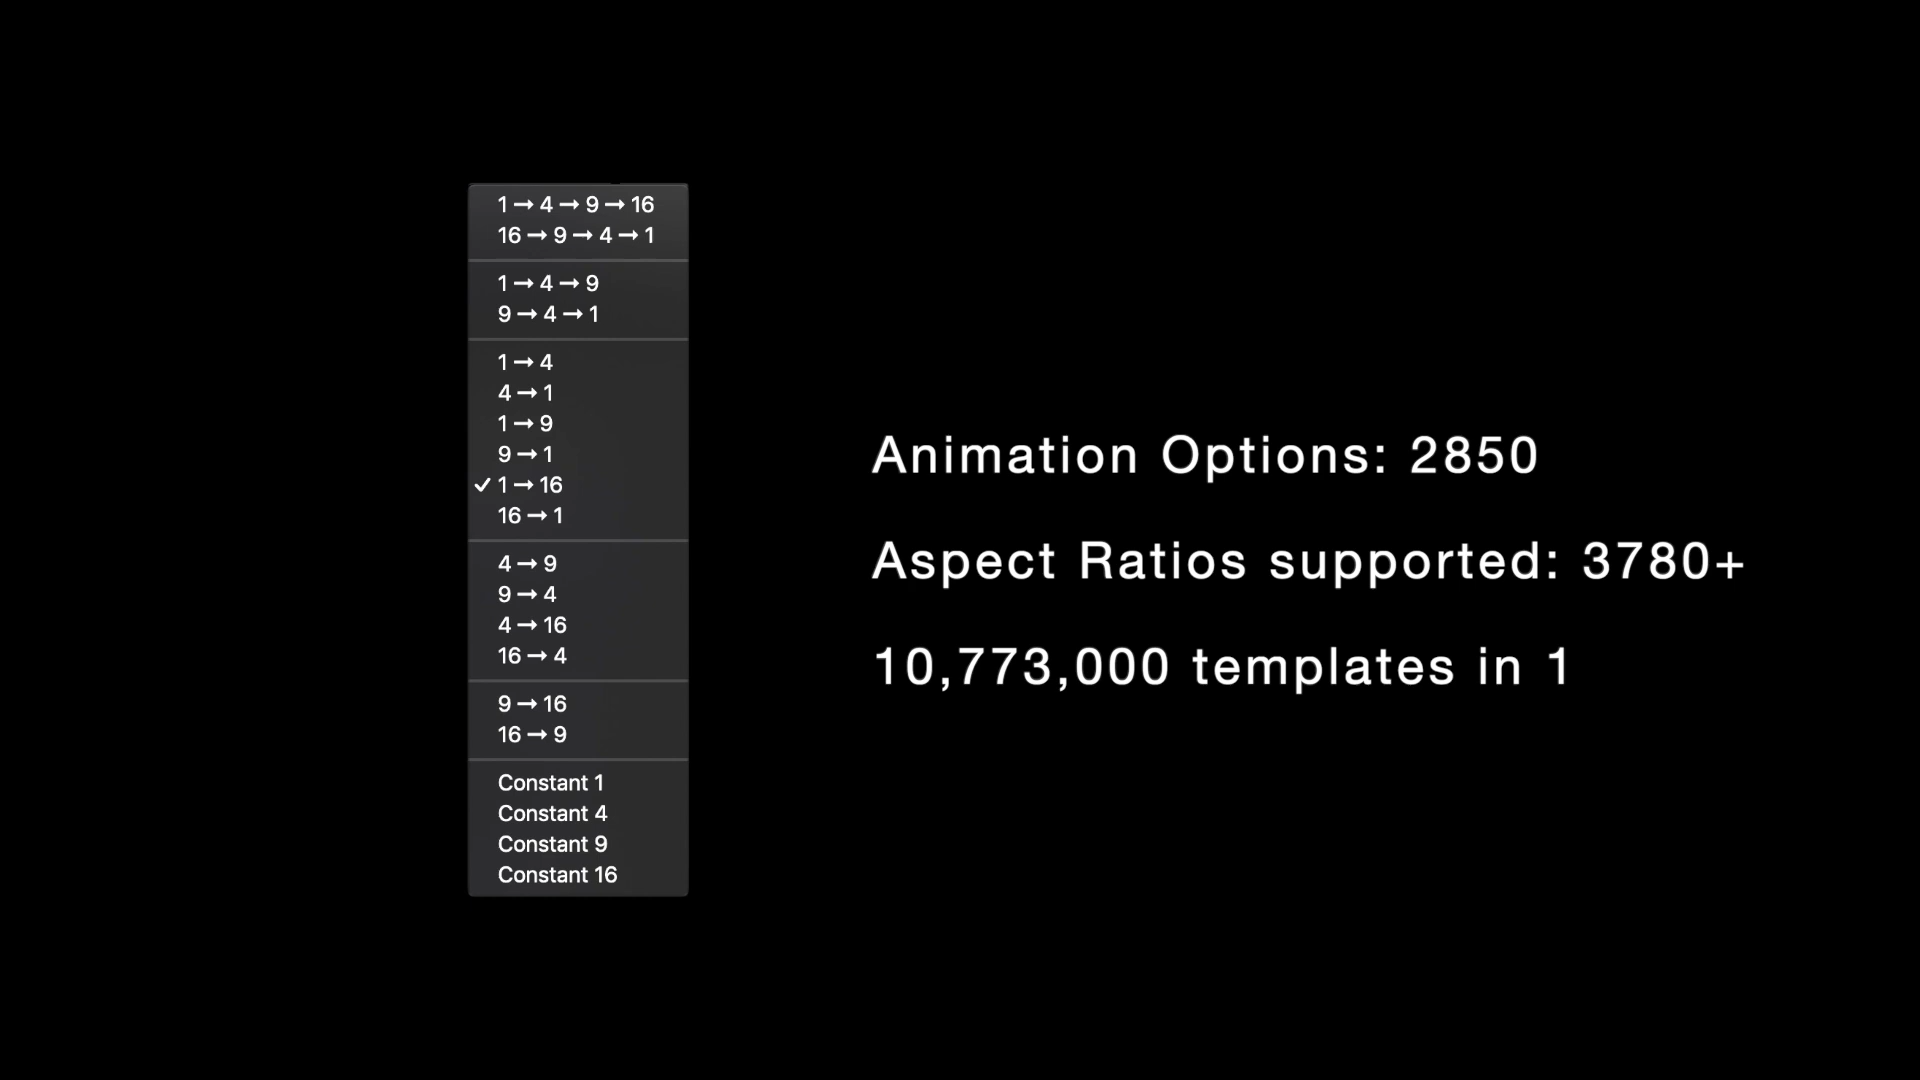 1 → 4 → 9 → 16
16 → 9 → 4 → 1
1 → 4 → 9
9 → 4 → 1
1 → 4
4 → 1
1 → 9
9 → 1
✓ 1 → 16
16 → 1
4 → 9
9 → 4
4 → 16
16 → 4
9 → 16
16 → 9
Constant 1
Constant 4
Constant 9
Constant 16
Animation Options: 2850
Aspect Ratios supported: 3780+
10,773,000 templates in 1